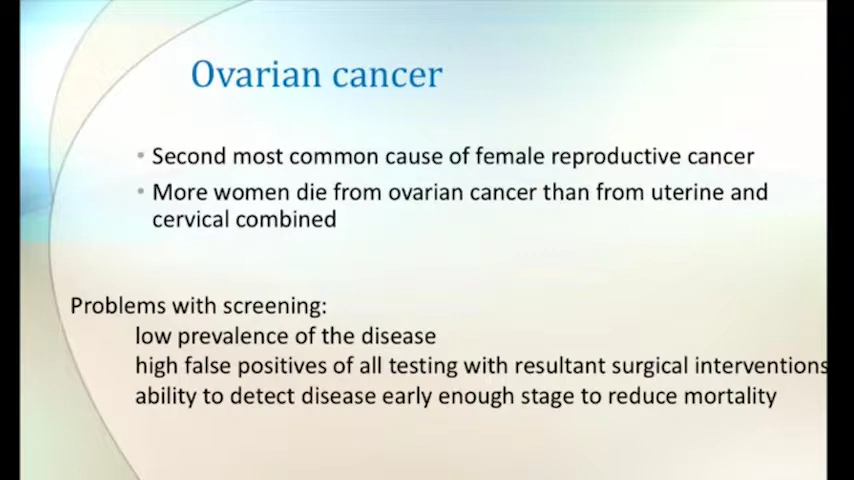 Ovarian cancer
• Second most common cause of female reproductive cancer
• More women die from ovarian cancer than from uterine and
cervical combined
Problems with screening:
low prevalence of the disease
high false positives of all testing with resultant surgical interventions
ability to detect disease early enough stage to reduce mortality